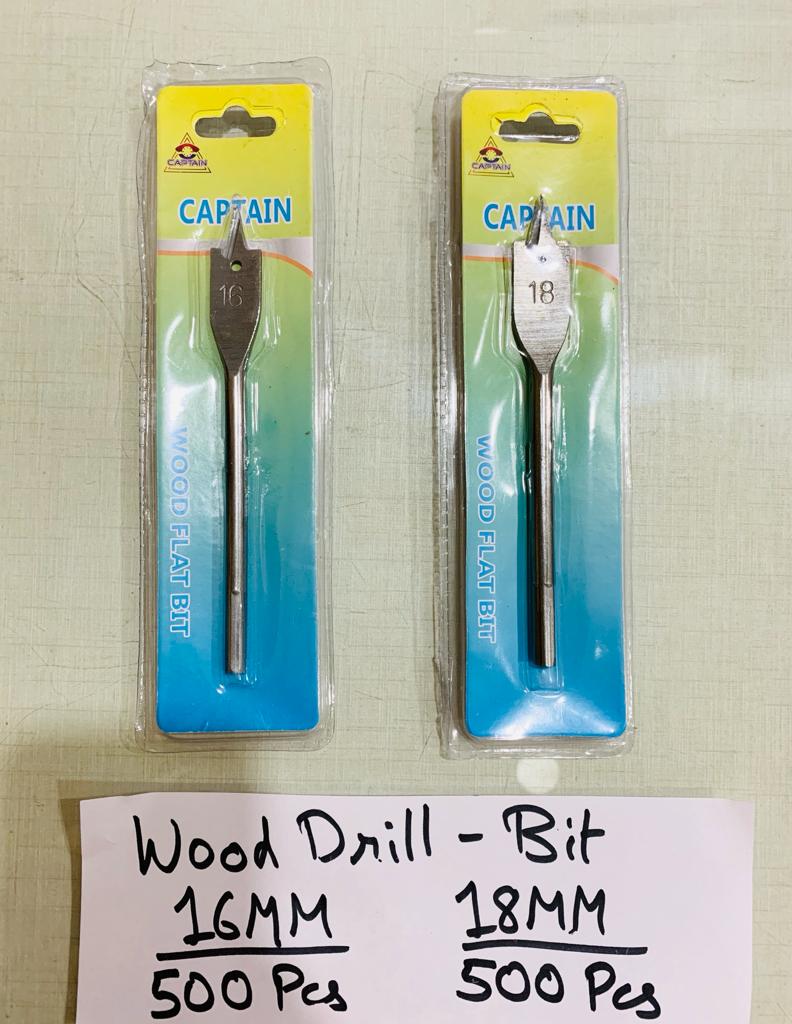 CAPTAIN
CAPTAIN
16
WOOD FLAT BIT
CAPTAIN
CAPTAIN
18
WOOD FLAT BIT
Wood Drill - Bit
16MM 18MM
500 Pcs 500 Pcs